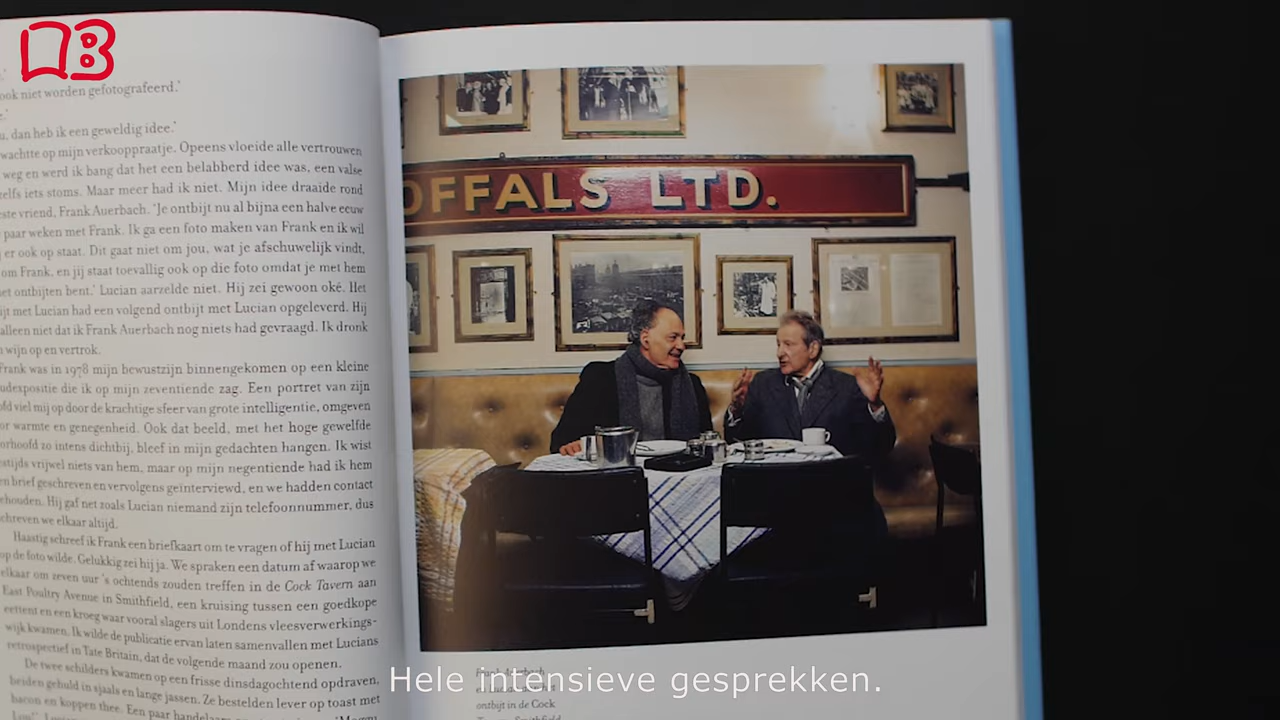 ook niet worden gefotografeerd.'
dan heb ik een geweldig idee.'
wachtte op mijn verkooppraatje. Opeens vloeide alle vertrouwen
weg en werd ik bang dat het een belabberd idee was, een valse
zelfs iets stoms. Maar meer had ik niet. Mijn idee draaide rond
vriend, Frank Auerbach. 'Je ontbijt nu al bijna een halve eeuw
paar weken met Frank. Ik ga een foto maken van Frank en ik wil
er ook op staat. Dit gaat niet om jou, wat je afschuwelijk vindt,
om Frank, en jij staat toevallig ook op die foto omdat je met hem
ontbijten bent.' Lucian aarzelde niet. Hij zei gewoon oké. Het
met Lucian had een volgend ontbijt met Lucian opgeleverd. Hij
alleen niet dat ik Frank Auerbach nog niets had gevraagd. Ik dronk
wijn op en vertrok.
Frank was in 1978 mijn bewustzijn binnengekomen op een kleine
die ik op mijn zeventiende zag. Een portret van zijn
viel mij op door de krachtige sfeer van grote intelligentie, omgeven
warmte en genegenheid. Ook dat beeld, met het hoge gewelfde
zo intens dichtbij, bleef in mijn gedachten hangen. Ik wist
vrijwel niets van hem, maar op mijn negentiende had ik hem
een brief geschreven en vervolgens geïnterviewd, en we hadden contact
gehouden. Hij gaf net zoals Lucian niemand zijn telefoonnummer, dus
schreven we elkaar altijd.
Haastig schreef ik Frank een briefkaart om te vragen of hij met Lucian
op de foto wilde. Gelukkig zei hij ja. We spraken een datum af waarop we
elkaar om zeven uur 's ochtends zouden treffen in de Cock Tavern aan
East Poultry Avenue in Smithfield, een kruising tussen een goedkope
eettent en een kroeg waar vooral slagers uit Londens vleesverwerkings-
wijk kwamen. Ik wilde de publicatie ervan laten samenvallen met Lucians
retrospectief in Tate Britain, dat de volgende maand zou openen.
De twee schilders kwamen op een frisse dinsdagochtend opdraven,
beiden gehuld in sjaals en lange jassen. Ze bestelden lever op toast met
bacon en koppen thee. Een paar handelaars
OFFALS LTD.
Frank Auerbach
ontbijt in de Cock
Hele intensieve gesprekken.